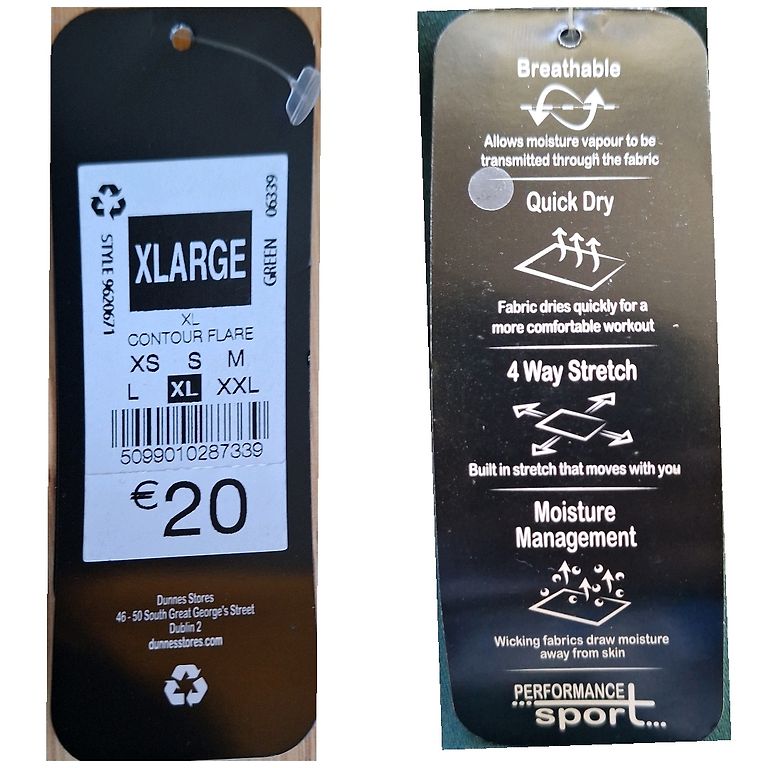 STYLE 9620671
GREEN 06339
XLARGE
XL
CONTOUR FLARE
XS S M
L XL XXL
5099010287339
€20
Dunnes Stores
46 - 50 South Great George's Street
Dublin 2
dunnesstores.com
Breathable
Allows moisture vapour to be
transmitted through the fabric
Quick Dry
Fabric dries quickly for a
more comfortable workout
4 Way Stretch
Built in stretch that moves with you
Moisture
Management
Wicking fabrics draw moisture
away from skin
PERFORMANCE
...sport...